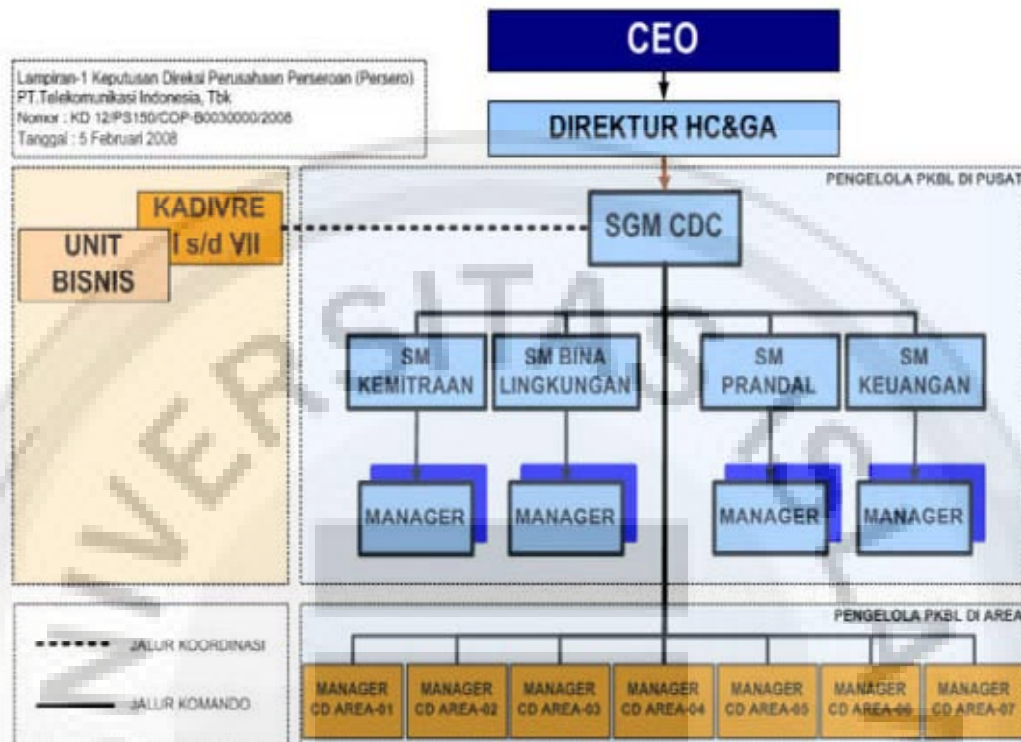 CEO
Lampiran-1 Keputusan Direksi Perusahaan Perseroan (Persero)
PT.Telekomunikasi Indonesia, Tbk
Nomor : KD 12/PS150/COP-B0030000/2008
Tanggal : 5 Februari 2008
DIREKTUR HC&GA
PENGELOLA PKBL DI PUSAT
KADIVRE
I s/d VII
UNIT
BISNIS
SGM CDC
SM
KEMITRAAN
SM BINA
LINGKUNGAN
SM
PRANDAL
SM
KEUANGAN
MANAGER
MANAGER
MANAGER
MANAGER
PENGELOLA PKBL DI AREA
JALUR KOORDINASI
JALUR KOMANDO
MANAGER
CD AREA-01
MANAGER
CD AREA-02
MANAGER
CD AREA-03
MANAGER
CD AREA-04
MANAGER
CD AREA-05
MANAGER
CD AREA-06
MANAGER
CD AREA-07
NIVERSITAS